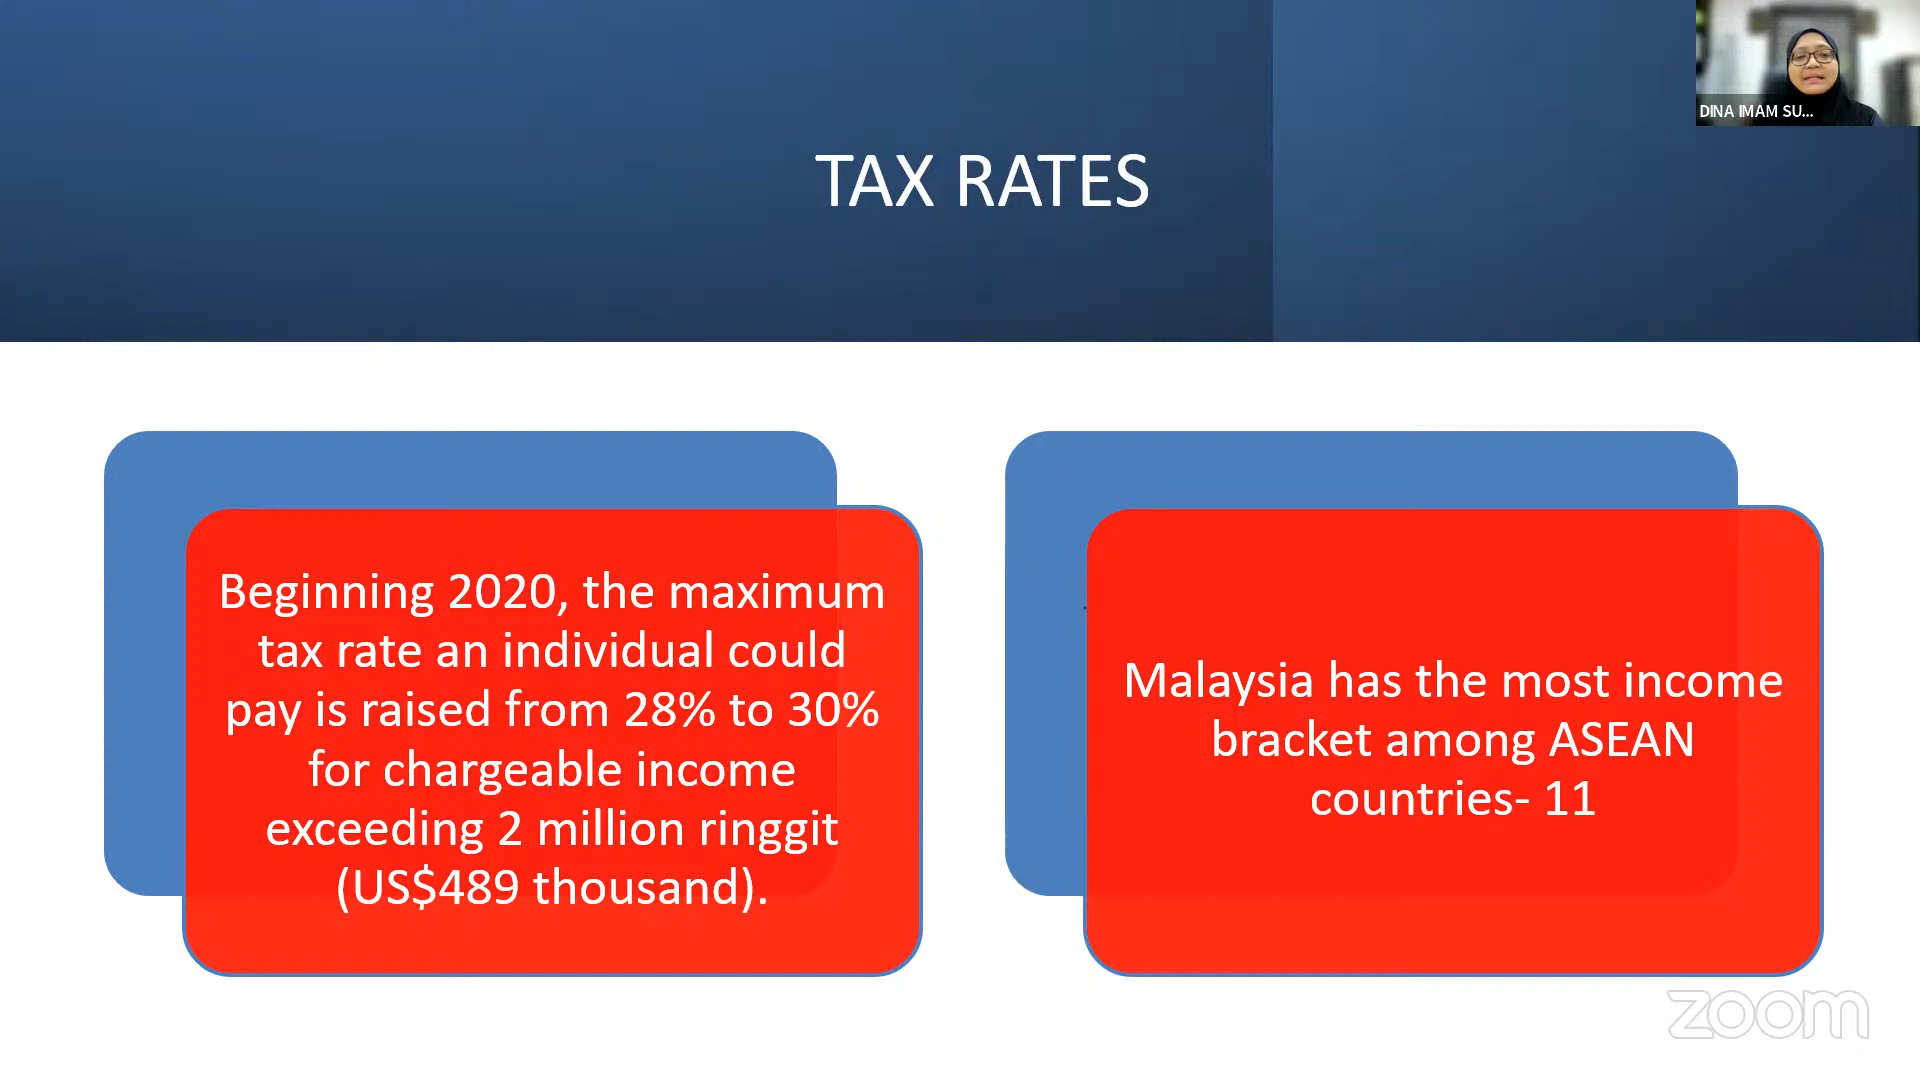 DINA IMAM SU...
TAX RATES
Beginning 2020, the maximum
tax rate an individual could
pay is raised from 28% to 30%
for chargeable income
exceeding 2 million ringgit
(US$489 thousand).
Malaysia has the most income
bracket among ASEAN
countries- 11
zoom